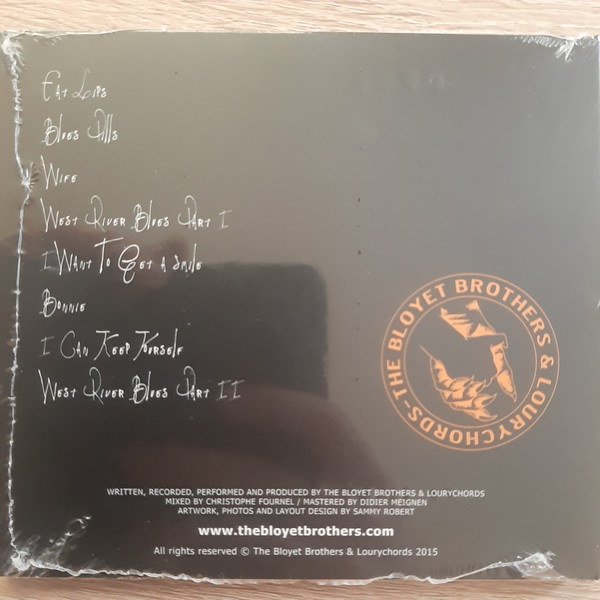 Fat Lips
Blues Pills
Wife
West River Blues Part I
I Want To Get a Smile
Bonnie
I Can Keep Yourself
West River Blues Part II
THE BLOYET BROTHERS & LOURYCHORDS-
WRITTEN, RECORDED, PERFORMED AND PRODUCED BY THE BLOYET BROTHERS & LOURYCHORDS
MIXED BY CHRISTOPHE FOURNEL / MASTERED BY DIDIER MEIGNEN
ARTWORK, PHOTOS AND LAYOUT DESIGN BY SAMMY ROBERT
www.thebloyetbrothers.com
All rights reserved © The Bloyet Brothers & Lourychords 2015